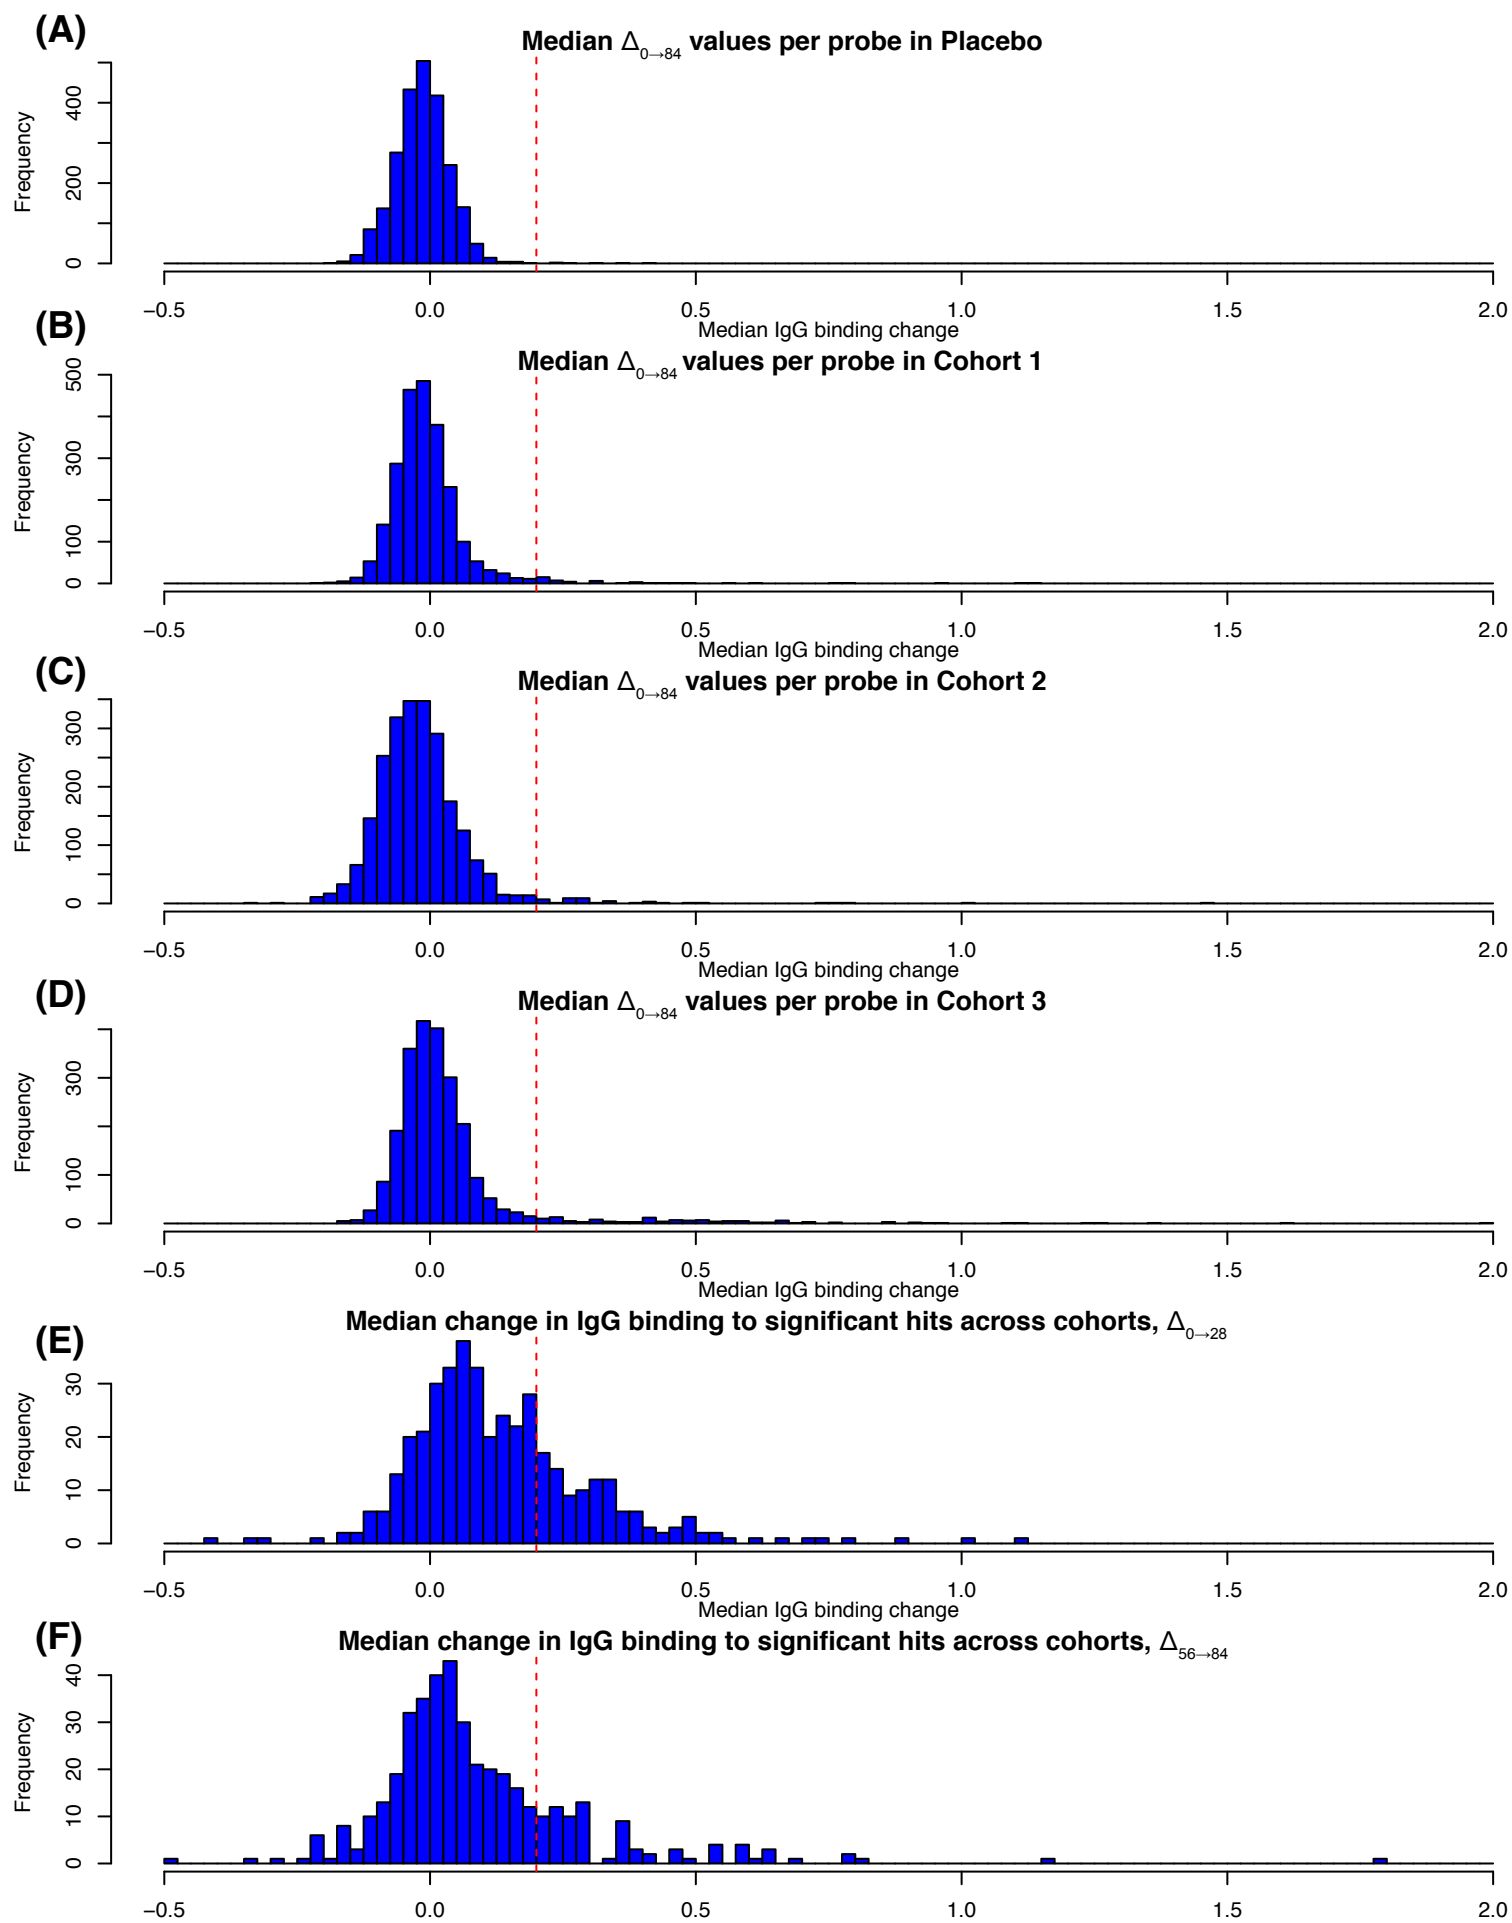 (A)
Median Δ0→84 values per probe in Placebo
Frequency
0 200 400
−0.5 0.0 0.5 1.0 1.5 2.0
Median IgG binding change
(B)
Median Δ0→84 values per probe in Cohort 1
Frequency
0 100 300 500
−0.5 0.0 0.5 1.0 1.5 2.0
Median IgG binding change
(C)
Median Δ0→84 values per probe in Cohort 2
Frequency
0 100 200 300
−0.5 0.0 0.5 1.0 1.5 2.0
Median IgG binding change
(D)
Median Δ0→84 values per probe in Cohort 3
Frequency
0 100 300
−0.5 0.0 0.5 1.0 1.5 2.0
Median IgG binding change
(E)
Median change in IgG binding to significant hits across cohorts, Δ0→28
Frequency
0 10 20 30
−0.5 0.0 0.5 1.0 1.5 2.0
Median IgG binding change
(F)
Median change in IgG binding to significant hits across cohorts, Δ56→84
Frequency
0 10 20 30 40
−0.5 0.0 0.5 1.0 1.5 2.0